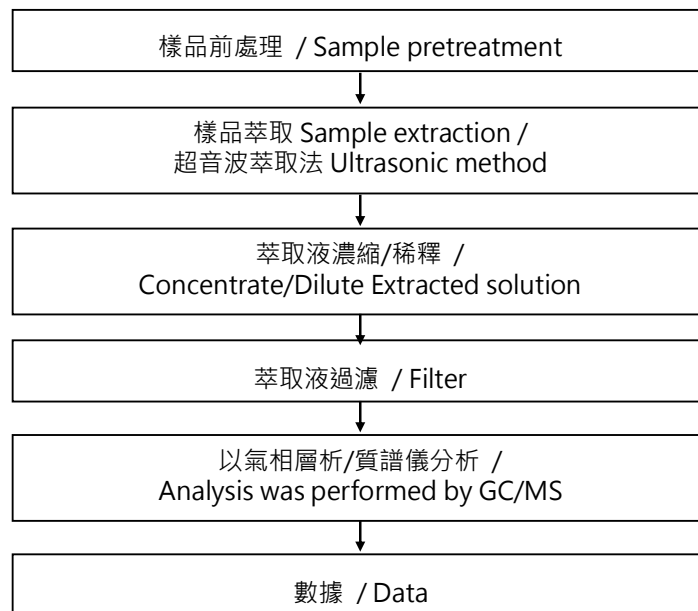 樣品前處理 / Sample pretreatment
樣品萃取 Sample extraction /
超音波萃取法 Ultrasonic method
萃取液濃縮/稀釋 /
Concentrate/Dilute Extracted solution
萃取液過濾 / Filter
以氣相層析/質譜儀分析 /
Analysis was performed by GC/MS
數據 / Data